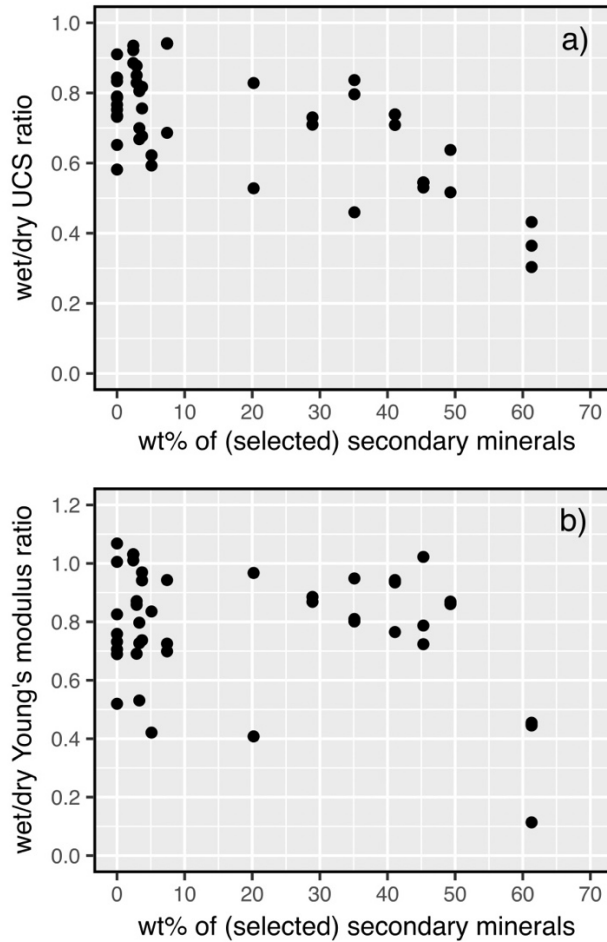 a)
wet/dry UCS ratio
1.0
0.8
0.6
0.4
0.2
0.0
0 10 20 30 40 50 60 70
wt% of (selected) secondary minerals
b)
wet/dry Young's modulus ratio
1.2
1.0
0.8
0.6
0.4
0.2
0.0
0 10 20 30 40 50 60 70
wt% of (selected) secondary minerals